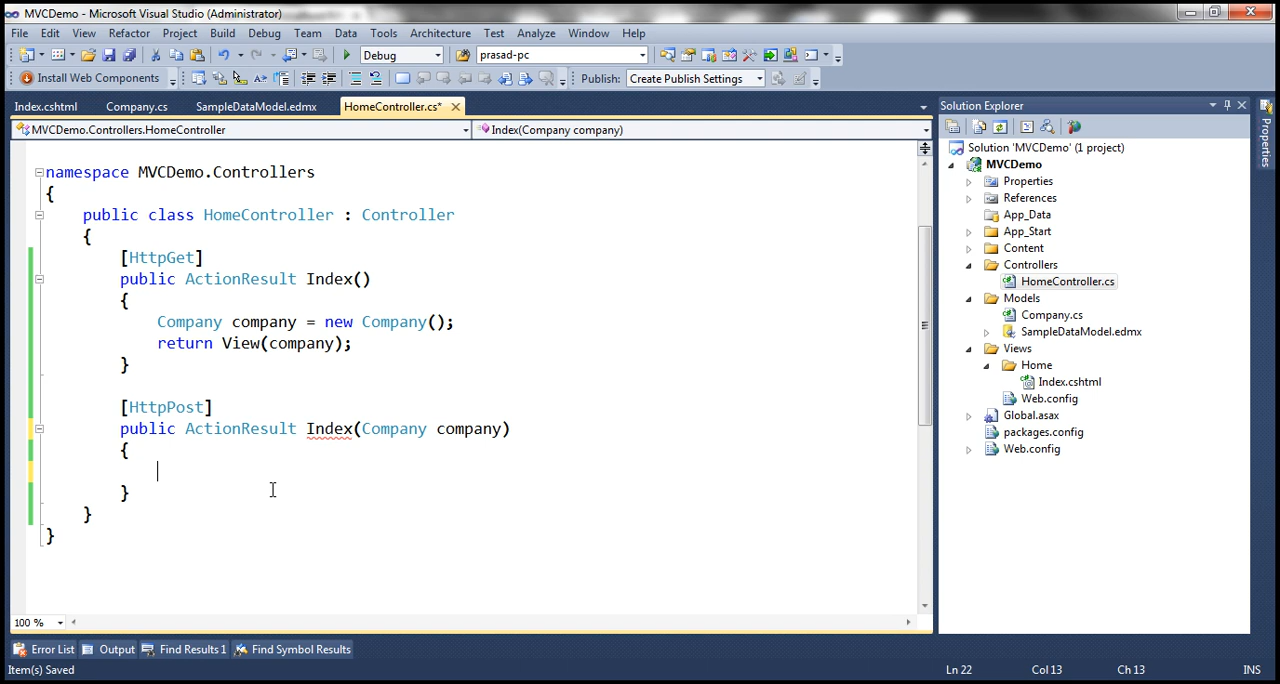 MVCDemo - Microsoft Visual Studio (Administrator)
File Edit View Refactor Project Build Debug Team Data Tools Architecture Test Analyze Window Help
Debug prasad-pc
Install Web Components Publish: Create Publish Settings
Index.cshtml Company.cs SampleDataModel.edmx HomeController.cs*
MVCDemo.Controllers.HomeController Index(Company company)
namespace MVCDemo.Controllers
{
public class HomeController : Controller
{
[HttpGet]
public ActionResult Index()
{
Company company = new Company();
return View(company);
}
[HttpPost]
public ActionResult Index(Company company)
{
}
}
}
100 %
Solution Explorer
Solution 'MVCDemo' (1 project)
MVCDemo
Properties
References
App_Data
App_Start
Content
Controllers
HomeController.cs
Models
Company.cs
SampleDataModel.edmx
Views
Home
Index.cshtml
Web.config
Global.asax
packages.config
Web.config
Properties
Error List Output Find Results 1 Find Symbol Results
Item(s) Saved Ln 22 Col 13 Ch 13 INS